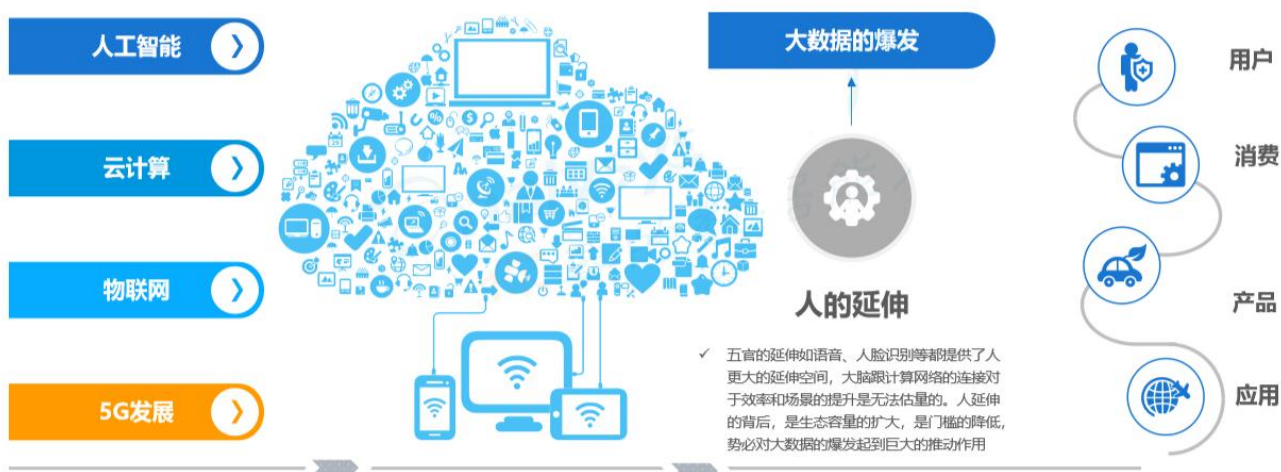 人工智能
云计算
物联网
5G发展
大数据的爆发
人的延伸
✓ 五官的延伸如语音、人脸识别等都提供了人
更大的延伸空间，大脑跟计算网络的连接对
于效率和场景的提升是无法估量的。人延伸
的背后，是生态容量的扩大，是门槛的降低，
势必对大数据的爆发起到巨大的推动作用
用户
消费
产品
应用